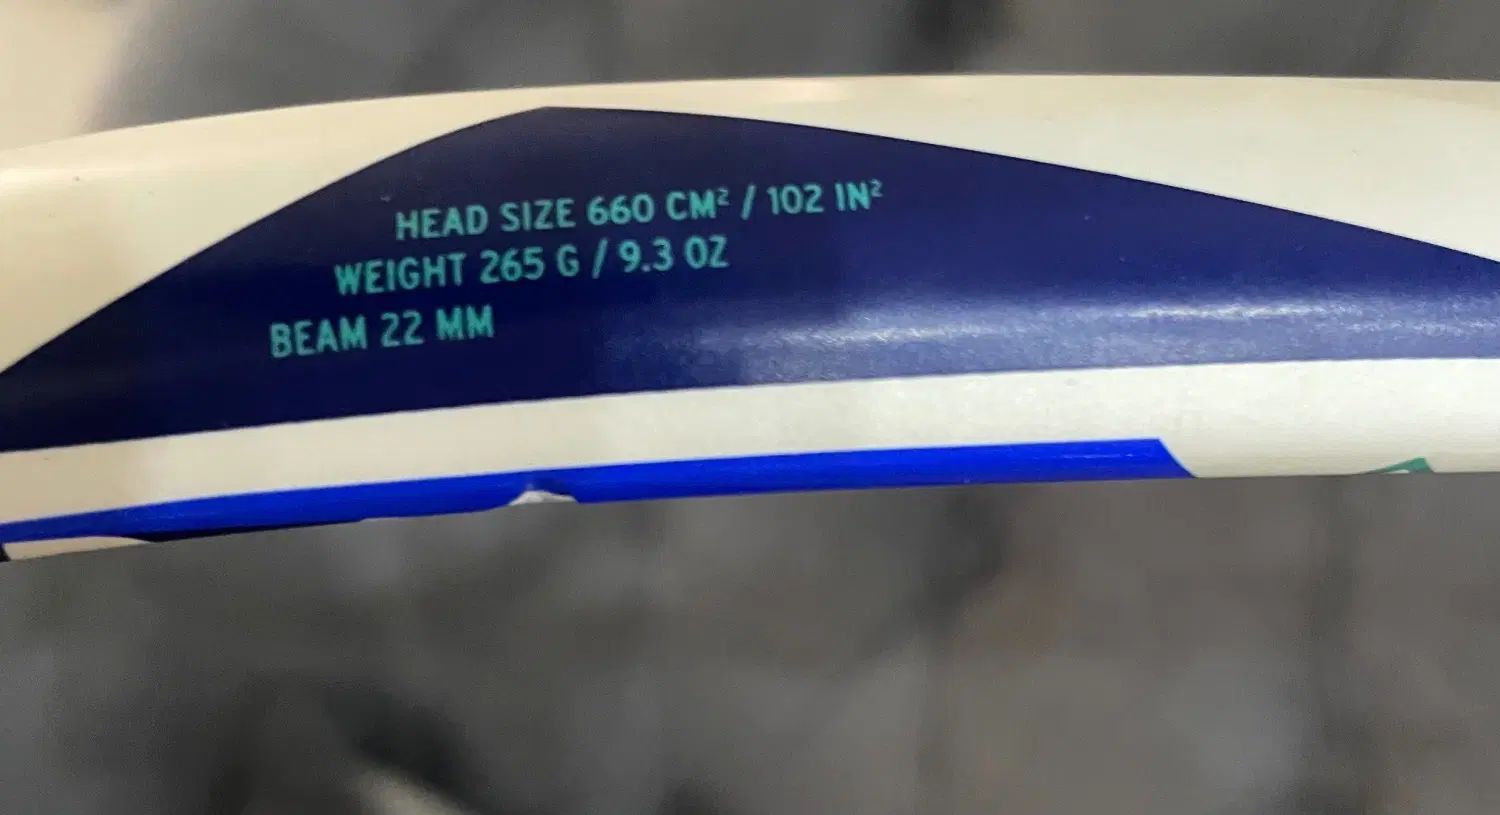 HEAD SIZE 660 CM² / 102 IN²
WEIGHT 265 G / 9.3 OZ
BEAM 22 MM